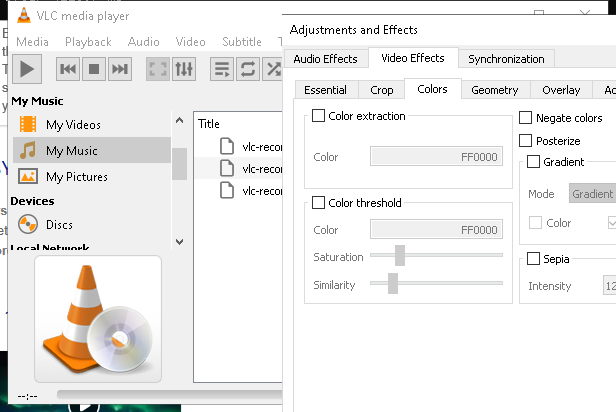 VLC media player
Media Playback Audio Video Subtitle T
My Music
My Videos
My Music
My Pictures
Devices
Discs
Local Network
Title
vlc-recor
vlc-recor
vlc-recor
--:--
Adjustments and Effects
Audio Effects Video Effects Synchronization
Essential Crop Colors Geometry Overlay
Color extraction
Color FF0000
Color threshold
Color FF0000
Saturation
Similarity
Negate colors
Posterize
Gradient
Mode Gradient
Color
Sepia
Intensity 12